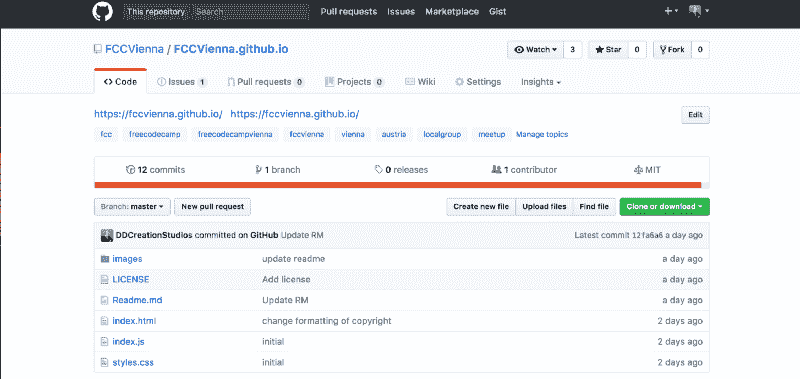 This repository Search Pull requests Issues Marketplace Gist
FCCVienna / FCCVienna.github.io Watch 3 Star 0 Fork 0
Code Issues 1 Pull requests 0 Projects 0 Wiki Settings Insights
https://fccvienna.github.io/ https://fccvienna.github.io/ Edit
fcc freecodecamp freecodecampvienna fccvienna vienna austria localgroup meetup Manage topics
12 commits 1 branch 0 releases 1 contributor MIT
Branch: master New pull request Create new file Upload files Find file Clone or download
DDCreationStudios committed on GitHub Update RM Latest commit 12fa6a6 a day ago
images update readme a day ago
LICENSE Add license a day ago
Readme.md Update RM a day ago
index.html change formatting of copyright 2 days ago
index.js initial 2 days ago
styles.css initial 2 days ago